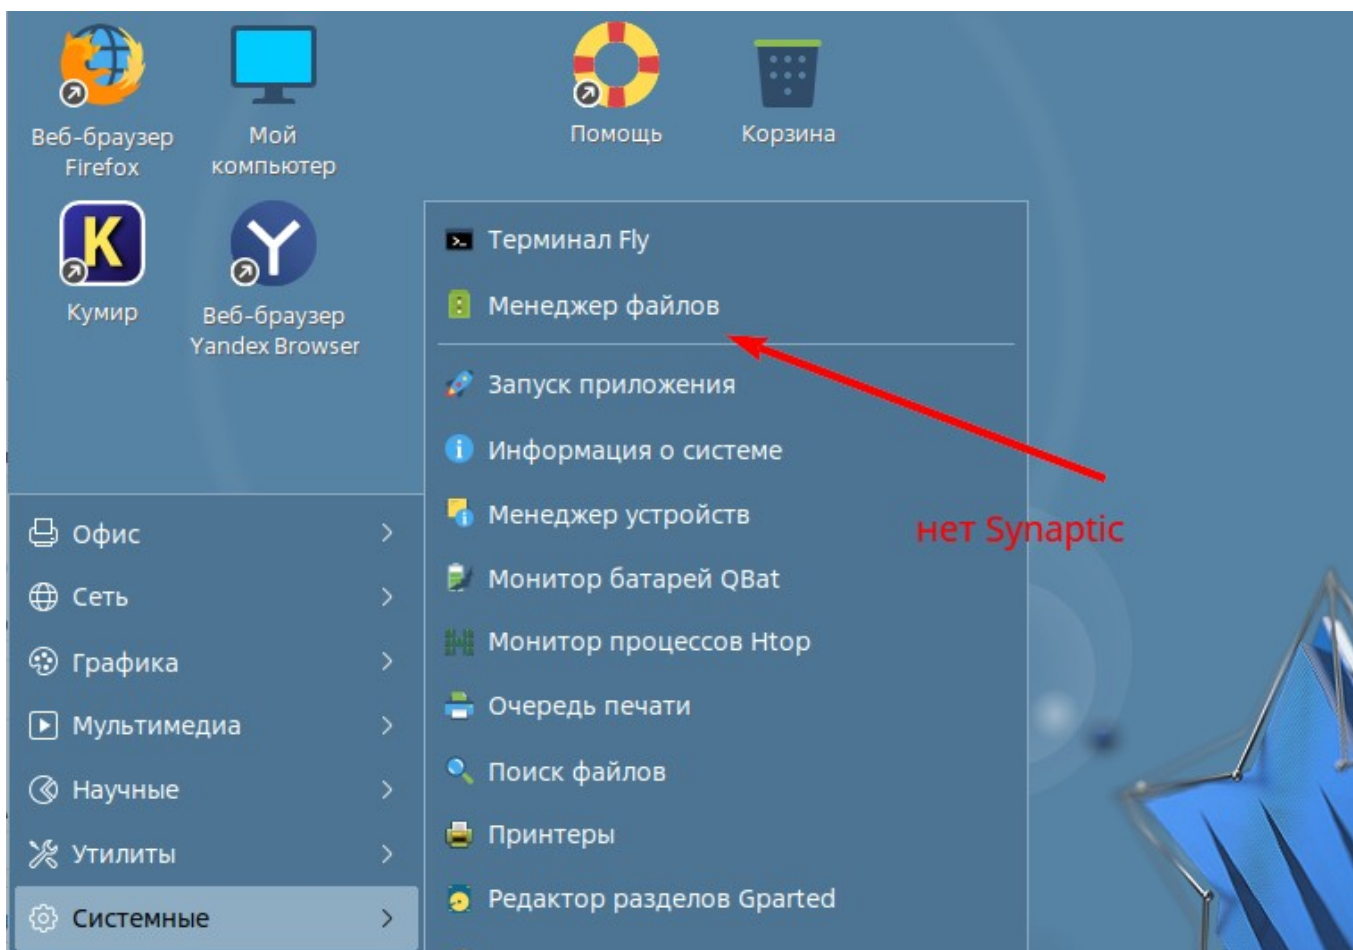 Веб-браузер
Firefox
Мой
компьютер
Помощь
Корзина
Кумир
Веб-браузер
Yandex Browser
Терминал Fly
Менеджер файлов
Запуск приложения
Информация о системе
Менеджер устройств
Монитор батарей QBat
Монитор процессов Htop
Очередь печати
Поиск файлов
Принтеры
Редактор разделов Gparted
нет Synaptic
Офис
Сеть
Графика
Мультимедиа
Научные
Утилиты
Системные